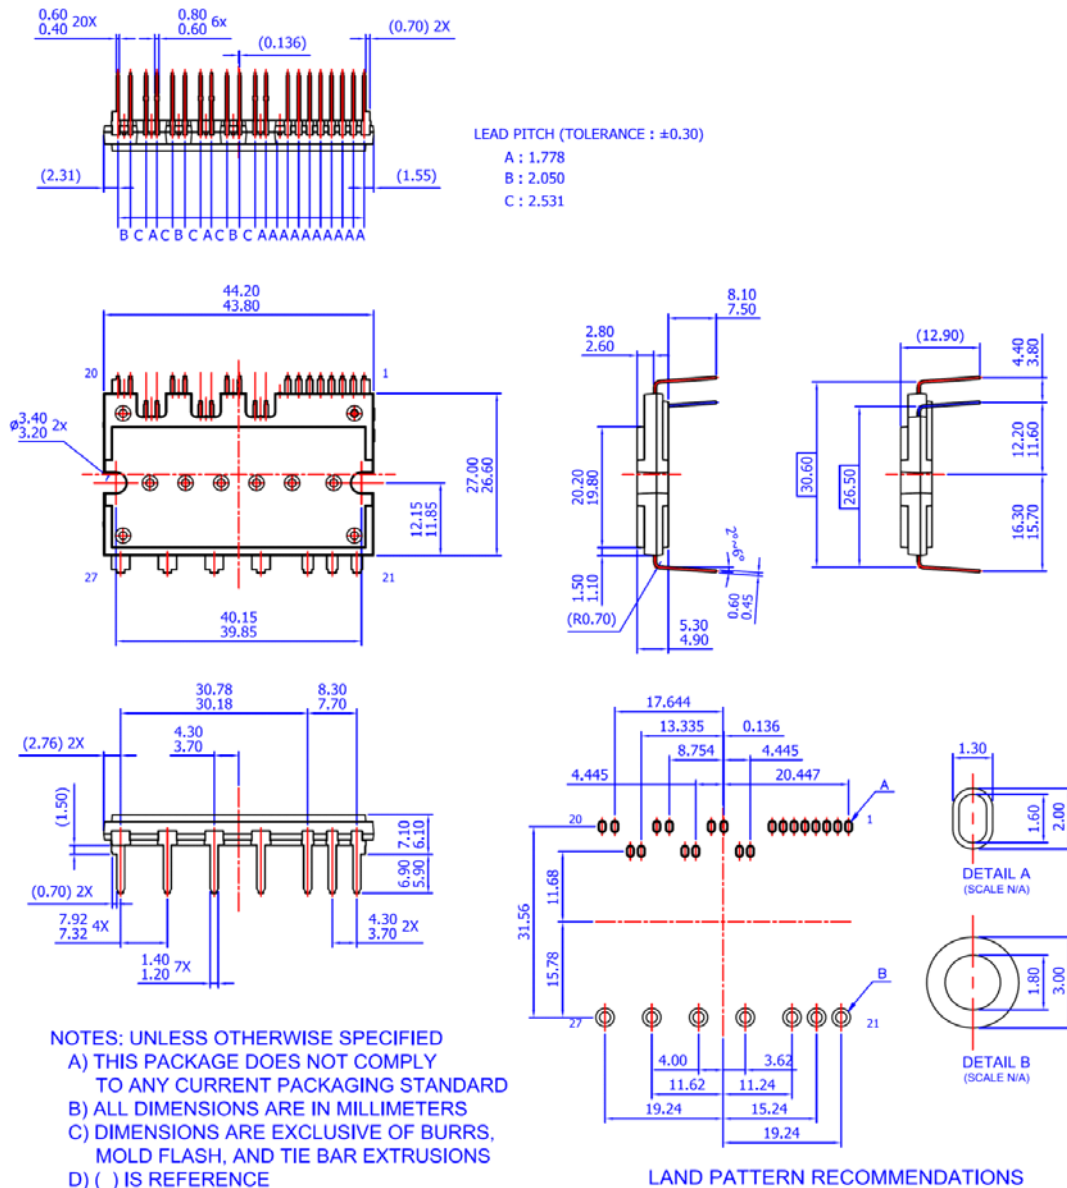 0.60
0.40 20X
0.80
0.60 6x
(0.136)
(0.70) 2X
LEAD PITCH (TOLERANCE : ±0.30)
A : 1.778
B : 2.050
C : 2.531
(2.31)
(1.55)
B C A C B C A C B C A A A A A A A A A
44.20
43.80
20
1
ø3.40
3.20 2x
27.00
26.60
12.15
11.85
27
21
40.15
39.85
8.10
7.50
2.80
2.60
20.20
19.80
1.50
1.10
(R0.70)
5.30
4.90
2°~6°
0.60
0.45
(12.90)
4.40
3.80
12.20
11.60
30.60
26.50
16.30
15.70
30.78
30.18
8.30
7.70
(2.76) 2X
4.30
3.70
(1.50)
7.10
6.10
6.90
5.90
(0.70) 2X
7.92
7.32 4X
4.30
3.70 2X
1.40
1.20 7X
17.644
13.335
0.136
8.754
4.445
4.445
20.447
A
20
1
11.68
31.56
15.78
B
27
21
4.00
3.62
11.62
11.24
19.24
15.24
19.24
1.30
1.60
2.00
DETAIL A
(SCALE N/A)
1.80
3.00
DETAIL B
(SCALE N/A)
NOTES: UNLESS OTHERWISE SPECIFIED
A) THIS PACKAGE DOES NOT COMPLY
TO ANY CURRENT PACKAGING STANDARD
B) ALL DIMENSIONS ARE IN MILLIMETERS
C) DIMENSIONS ARE EXCLUSIVE OF BURRS,
MOLD FLASH, AND TIE BAR EXTRUSIONS
D) ( ) IS REFERENCE
LAND PATTERN RECOMMENDATIONS